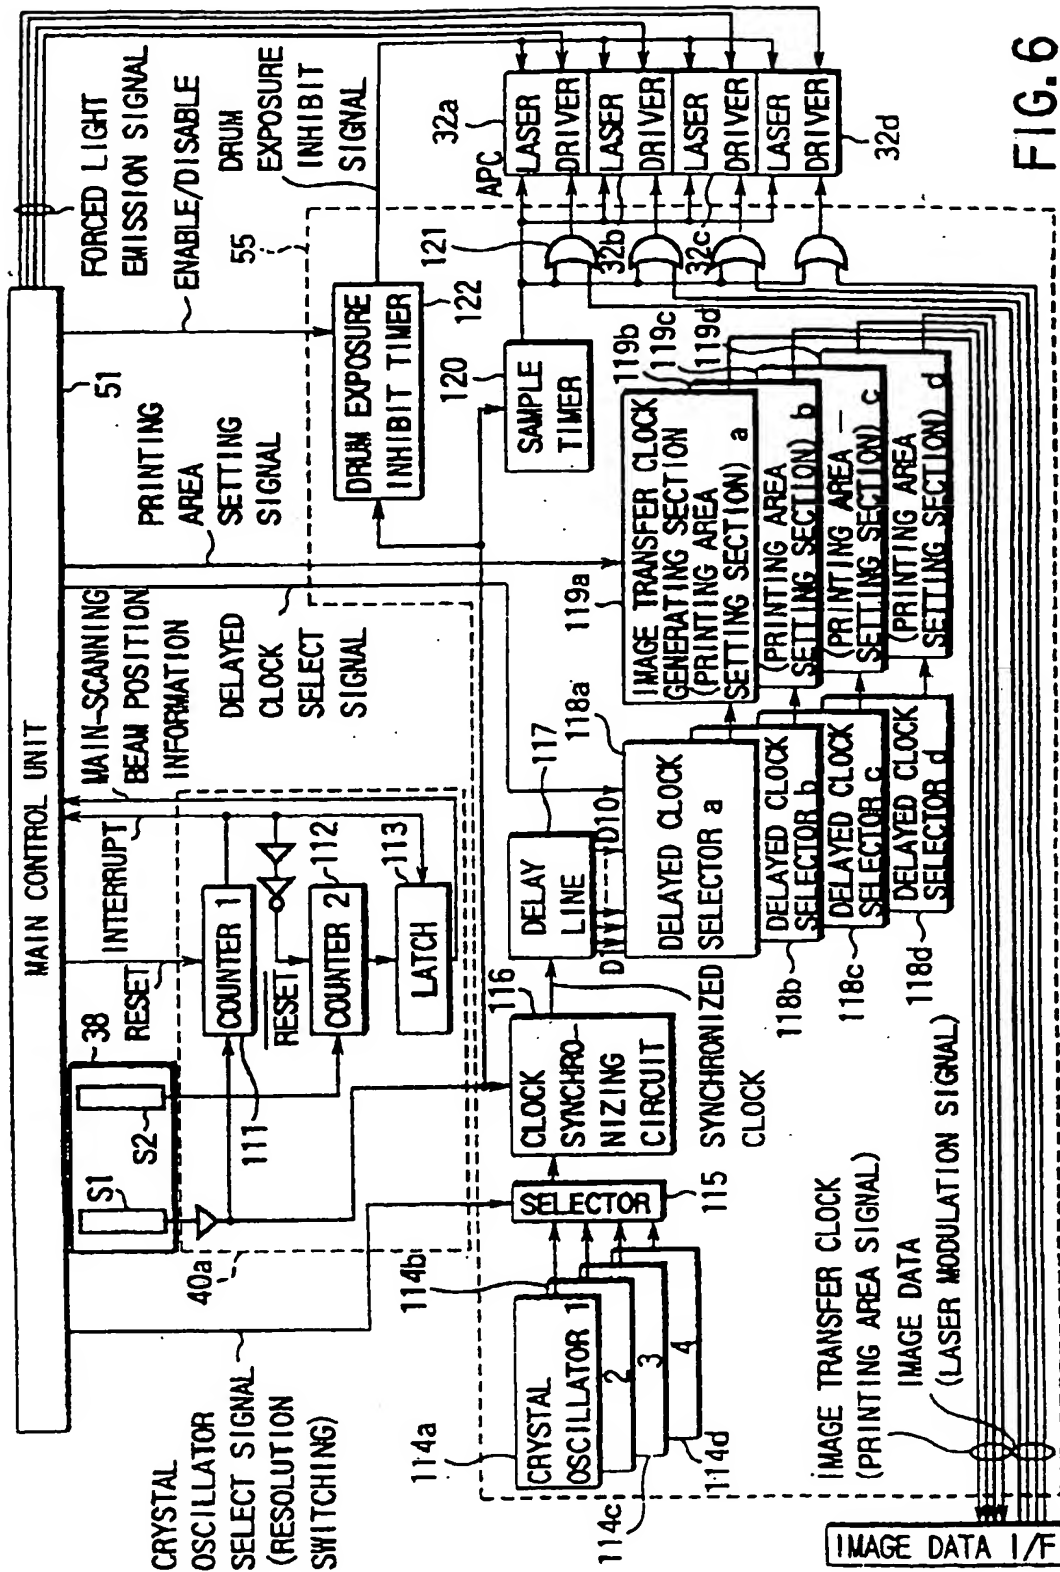 FIG. 6
MAIN CONTROL UNIT
51
FORCED LIGHT
EMISSION SIGNAL
ENABLE/DISABLE
DRUM
EXPOSURE
INHIBIT
SIGNAL
PRINTING
AREA
SETTING
SIGNAL
MAIN-SCANNING
BEAM POSITION
INFORMATION
DELAYED
CLOCK
SELECT
SIGNAL
INTERRUPT
RESET
38
S1
S2
111
COUNTER 1
RESET
COUNTER 2
112
LATCH
113
40a
CRYSTAL
OSCILLATOR
SELECT SIGNAL
(RESOLUTION
SWITCHING)
55
DRUM EXPOSURE
INHIBIT TIMER
122
120
SAMPLE
TIMER
121
APC
32a
LASER
DRIVER
LASER
DRIVER
LASER
DRIVER
LASER
DRIVER
32b
32c
32d
114a
CRYSTAL
OSCILLATOR 1
2
3
4
114b
114c
114d
SELECTOR
115
116
CLOCK
SYNCHRO-
NIZING
CIRCUIT
SYNCHRONIZED
CLOCK
DELAY
LINE
117
D1
D10
118a
DELAYED CLOCK
SELECTOR a
DELAYED CLOCK
SELECTOR b
DELAYED CLOCK
SELECTOR c
DELAYED CLOCK
SELECTOR d
118b
118c
118d
119a
IMAGE TRANSFER CLOCK
GENERATING SECTION
(PRINTING AREA
SETTING SECTION) a
(PRINTING AREA
SETTING SECTION) b
(PRINTING AREA
SETTING SECTION) c
(PRINTING AREA
SETTING SECTION) d
119b
119c
119d
IMAGE TRANSFER CLOCK
(PRINTING AREA SIGNAL)
IMAGE DATA
(LASER MODULATION SIGNAL)
IMAGE DATA I/F